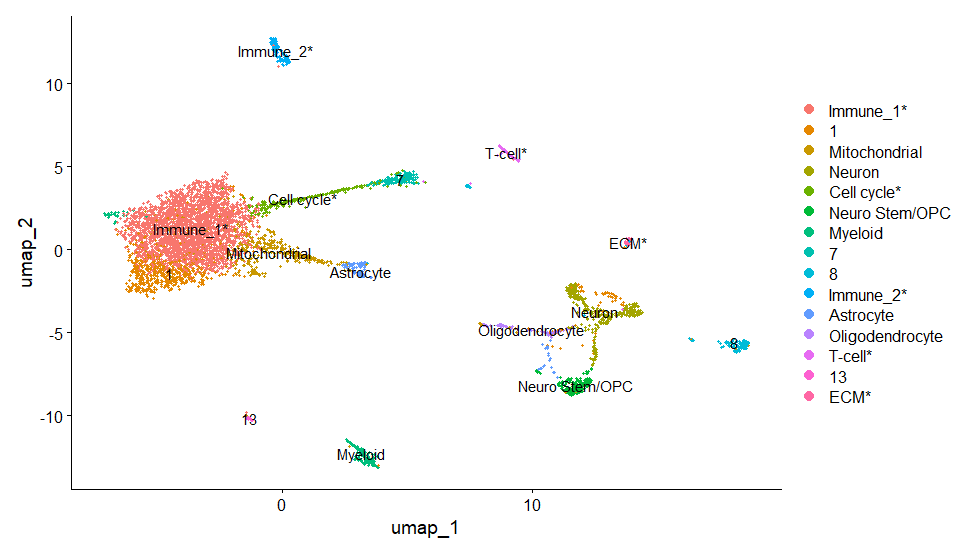 Immune_2*
10
T-cell*
5
7
Cell cycle*
Immune_1*
ECM*
0
Mitochondrial
1
Astrocyte
umap_2
Neuron
-5
Oligodendrocyte
8
Neuro Stem/OPC
-10
13
Myeloid
0
10
umap_1
Immune_1*
1
Mitochondrial
Neuron
Cell cycle*
Neuro Stem/OPC
Myeloid
7
8
Immune_2*
Astrocyte
Oligodendrocyte
T-cell*
13
ECM*